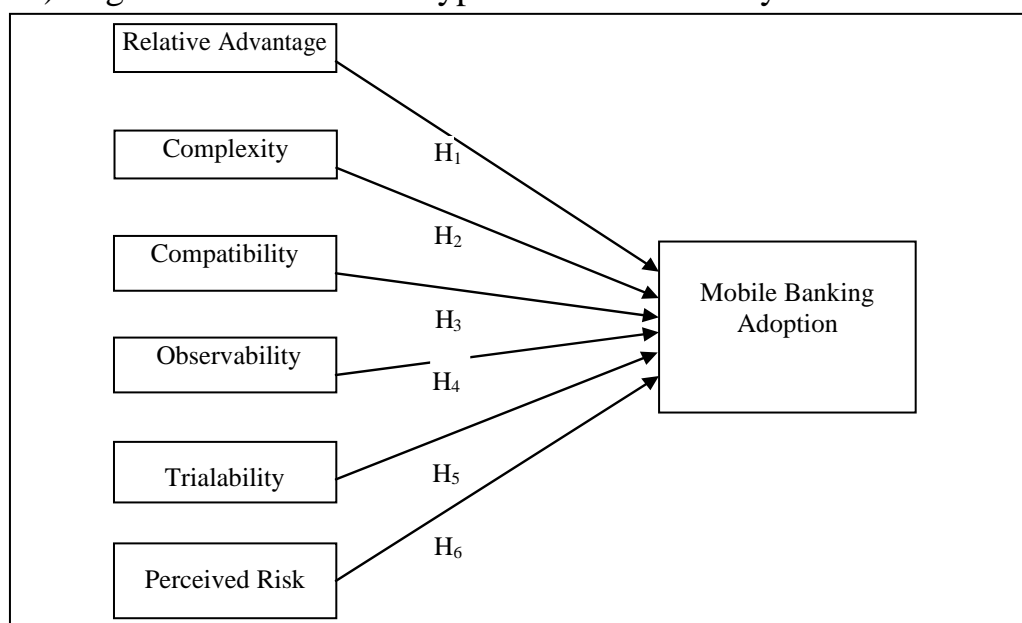 Relative Advantage
Complexity
H₁
H₂
Compatibility
Mobile Banking
Adoption
H₃
Observability
H₄
Trialability
H₅
H₆
Perceived Risk